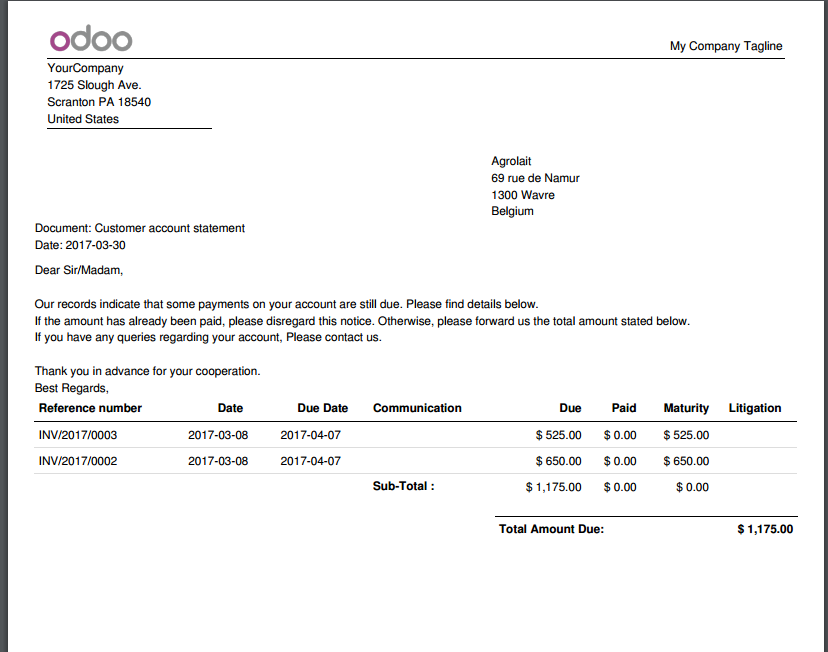 odoo
My Company Tagline
YourCompany
1725 Slough Ave.
Scranton PA 18540
United States
Agrolait
69 rue de Namur
1300 Wavre
Belgium
Document: Customer account statement
Date: 2017-03-30
Dear Sir/Madam,
Our records indicate that some payments on your account are still due. Please find details below.
If the amount has already been paid, please disregard this notice. Otherwise, please forward us the total amount stated below.
If you have any queries regarding your account, Please contact us.
Thank you in advance for your cooperation.
Best Regards,
Reference number Date Due Date Communication Due Paid Maturity Litigation
INV/2017/0003 2017-03-08 2017-04-07 $ 525.00 $ 0.00 $ 525.00
INV/2017/0002 2017-03-08 2017-04-07 $ 650.00 $ 0.00 $ 650.00
Sub-Total : $ 1,175.00 $ 0.00 $ 0.00
Total Amount Due: $ 1,175.00